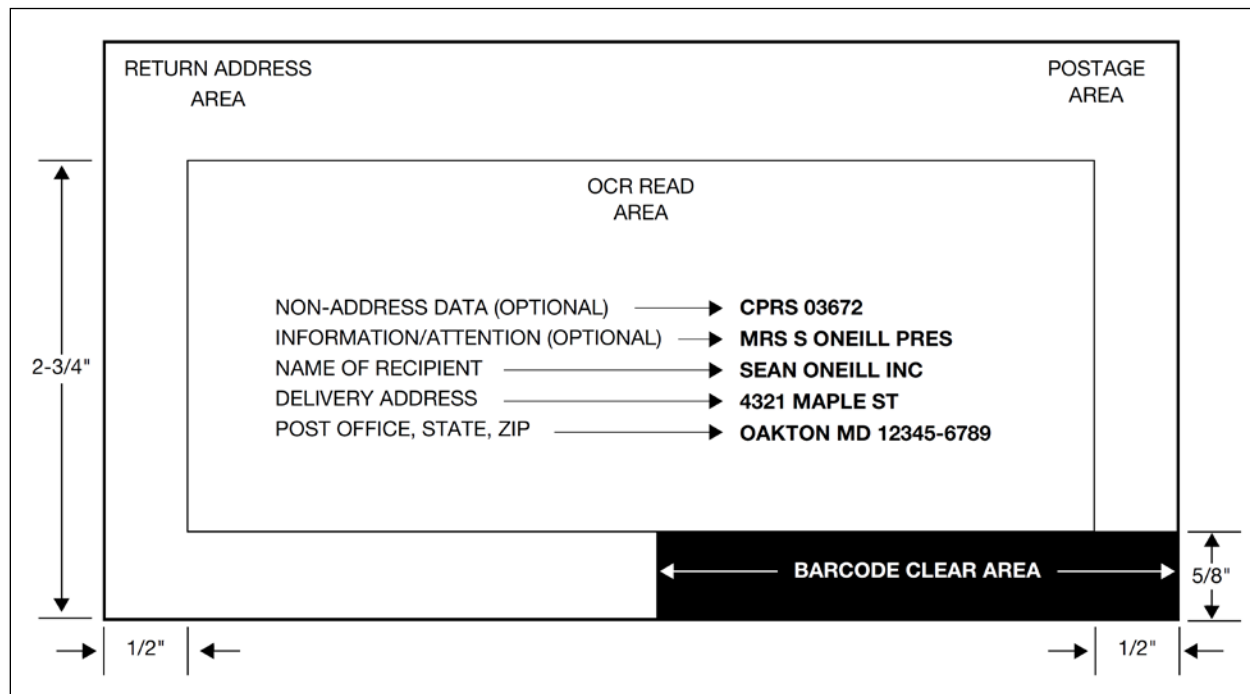 RETURN ADDRESS
AREA
POSTAGE
AREA
OCR READ
AREA
NON-ADDRESS DATA (OPTIONAL) CPRS 03672
INFORMATION/ATTENTION (OPTIONAL) MRS S ONEILL PRES
NAME OF RECIPIENT SEAN ONEILL INC
DELIVERY ADDRESS 4321 MAPLE ST
POST OFFICE, STATE, ZIP OAKTON MD 12345-6789
2-3/4"
BARCODE CLEAR AREA
5/8"
1/2"
1/2"